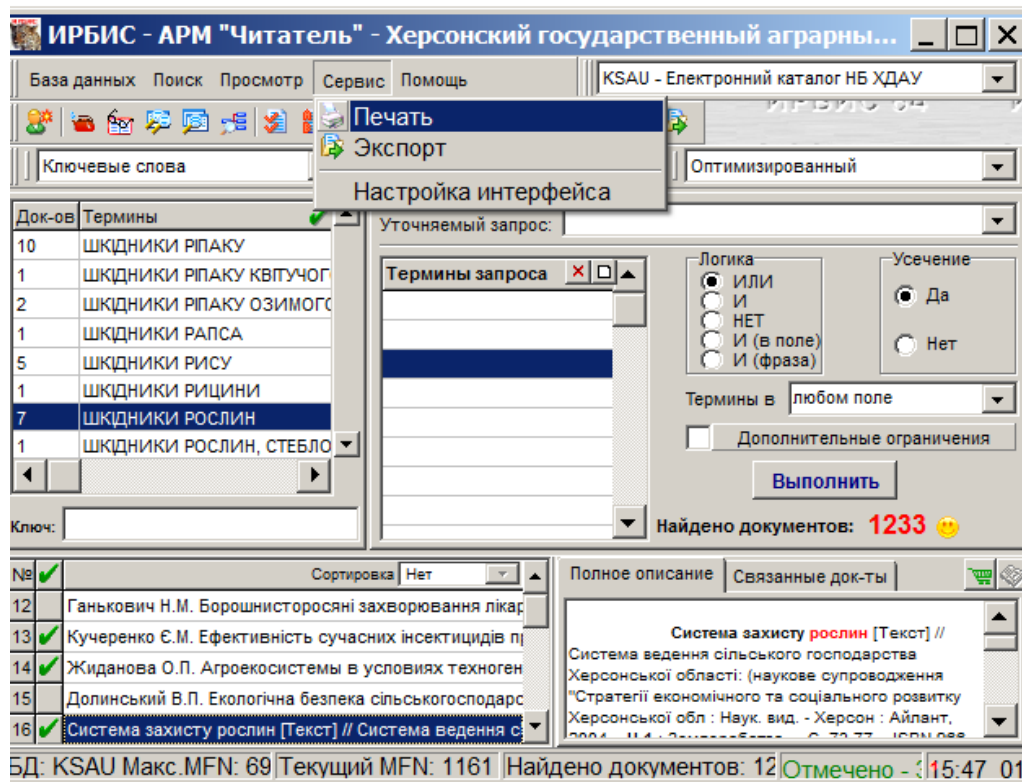 ИРБИС - АРМ "Читатель" - Херсонский государственный аграрны...
База данных Поиск Просмотр Сервис Помощь
KSAU - Електронний каталог НБ ХДАУ
Печать
Экспорт
Настройка интерфейса
Ключевые слова
Оптимизированный
Док-ов Термины
Уточняемый запрос:
10 ШКІДНИКИ РІПАКУ
1 ШКІДНИКИ РІПАКУ КВІТУЧОГ
2 ШКІДНИКИ РІПАКУ ОЗИМОГО
1 ШКІДНИКИ РАПСА
5 ШКІДНИКИ РИСУ
1 ШКІДНИКИ РИЦИНИ
7 ШКІДНИКИ РОСЛИН
1 ШКІДНИКИ РОСЛИН, СТЕБЛО
Ключ:
Термины запроса
Логика
ИЛИ
И
НЕТ
И (в поле)
И (фраза)
Усечение
Да
Нет
Термины в любом поле
Дополнительные ограничения
Выполнить
Найдено документов: 1233
№ Сортировка Нет
12 Ганькович Н.М. Борошнисторосяні захворювання лікар
13 Кучеренко Є.М. Ефективність сучасних інсектицидів п
14 Жиданова О.П. Агроекосистемы в условиях техноген
15 Долинський В.П. Екологічна безпека сільськогосподар
16 Система захисту рослин [Текст] // Система ведення с
Полное описание Связанные док-ты
Система захисту рослин [Текст] //
Система ведення сільського господарства
Херсонської області: (наукове супроводження
"Стратегії економічного та соціального розвитку
Херсонської обл : Наук. вид. - Херсон : Айлант,
БД: KSAU Макс.MFN: 69 Текущий MFN: 1161 Найдено документов: 12 Отмечено - 15:47 01